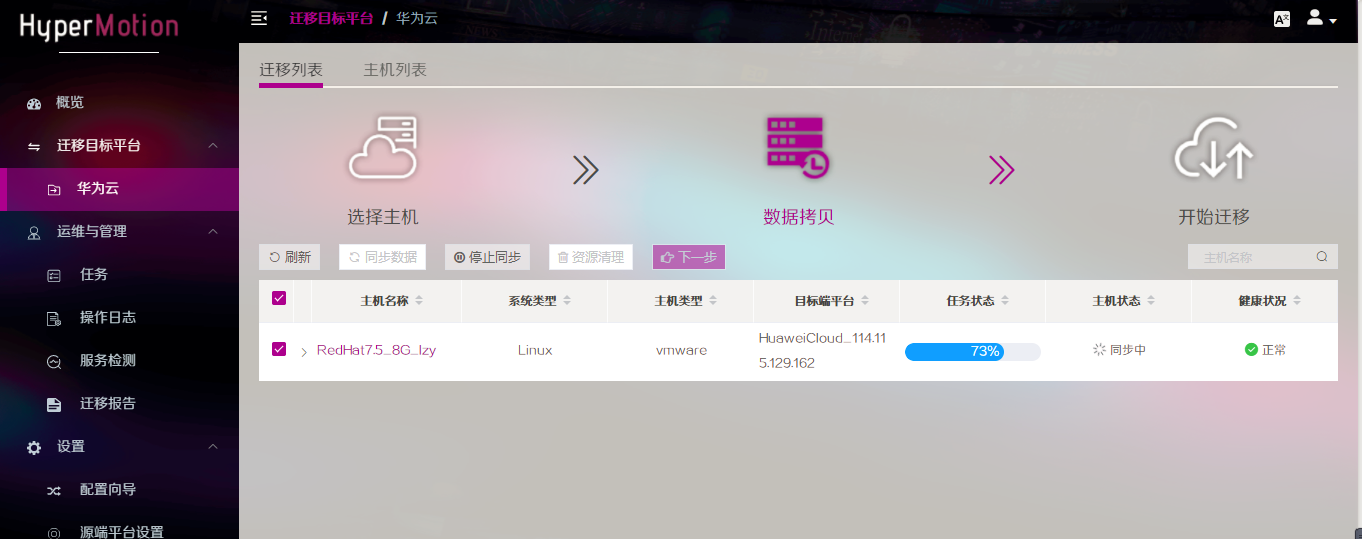 HyperMotion
迁移目标平台 / 华为云
概览
迁移目标平台
华为云
运维与管理
任务
操作日志
服务检测
迁移报告
设置
配置向导
源端平台设置
迁移列表 主机列表
选择主机 数据拷贝 开始迁移
刷新 同步数据 停止同步 资源清理 下一步 主机名称
主机名称 系统类型 主机类型 目标端平台 任务状态 主机状态 健康状况
RedHat7.5_8G_lzy Linux vmware HuaweiCloud_114.11 73% 同步中 正常
5.129.162